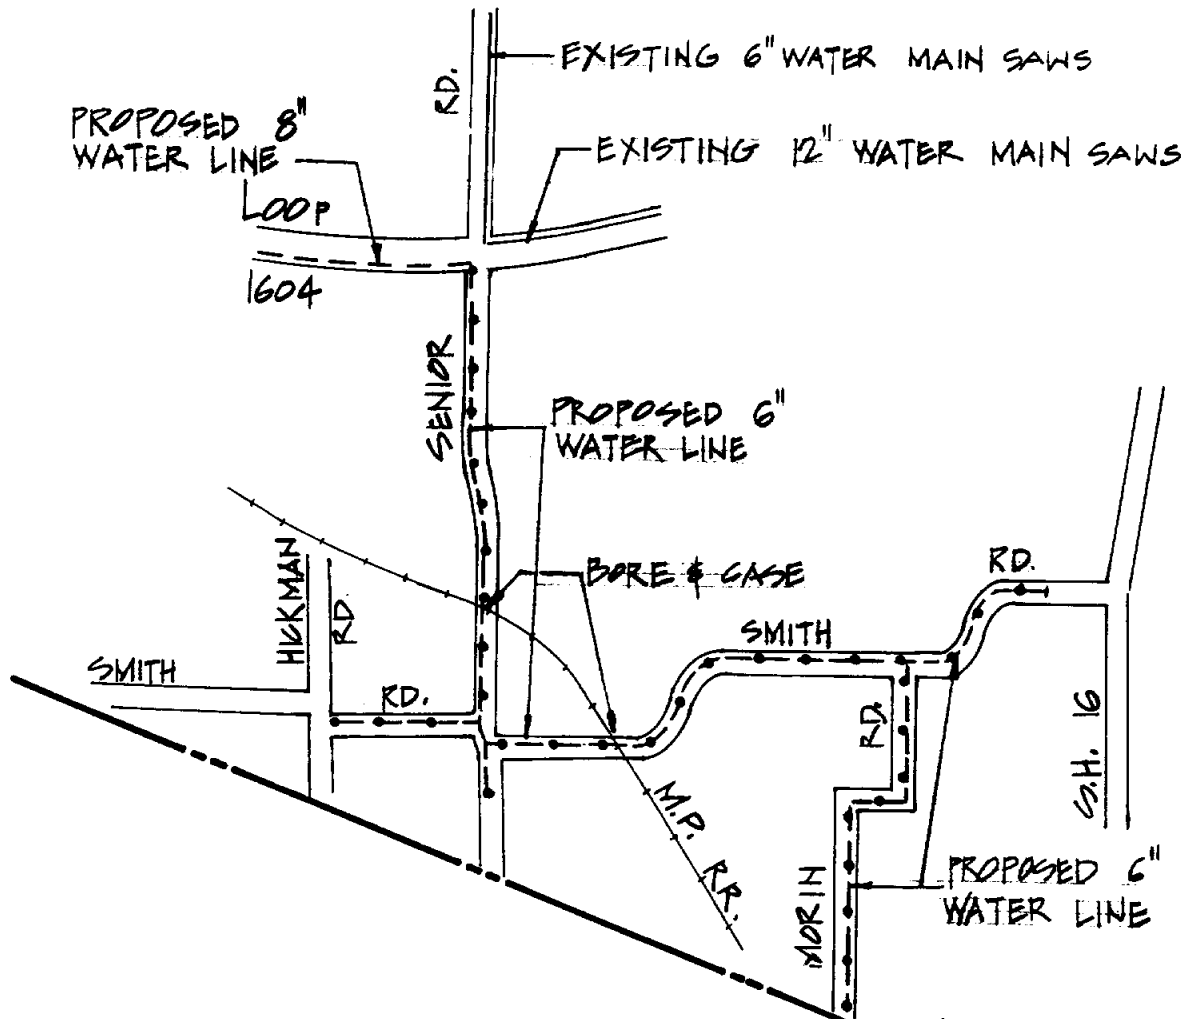 EXISTING 6" WATER MAIN SAWS
RD.
PROPOSED 8"
WATER LINE
EXISTING 12" WATER MAIN SAWS
LOOP
1604
SENIOR
PROPOSED 6"
WATER LINE
HICKMAN
RD
BORE & CASE
RD.
SMITH
SMITH
RD.
RD.
S.H. 16
M.P. RR.
MORIN
PROPOSED 6"
WATER LINE